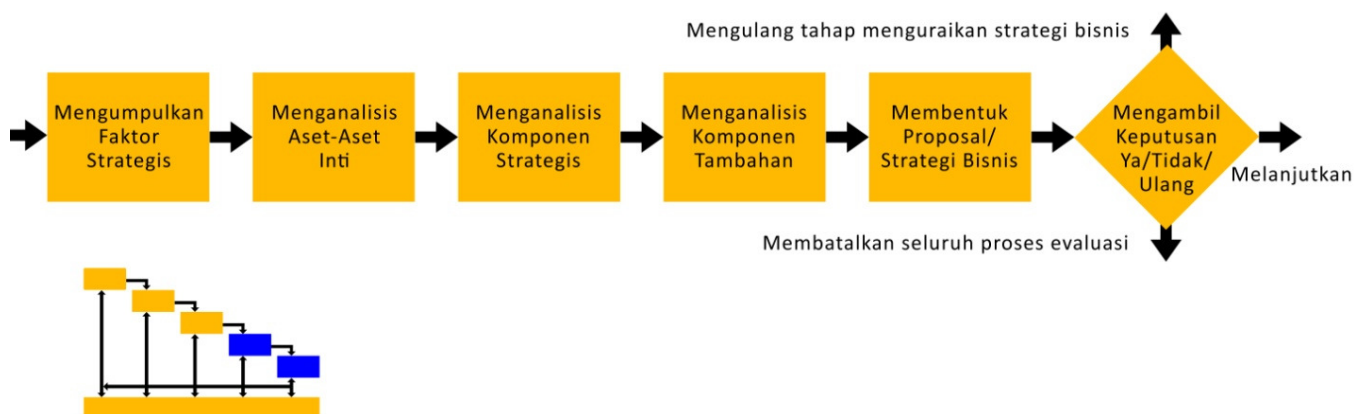 Mengulang tahap menguraikan strategi bisnis
Mengumpulkan
Faktor
Strategis
Menganalisis
Aset-Aset
Inti
Menganalisis
Komponen
Strategis
Menganalisis
Komponen
Tambahan
Membentuk
Proposal/
Strategi Bisnis
Mengambil
Keputusan
Ya/Tidak/
Ulang
Melanjutkan
Membatalkan seluruh proses evaluasi